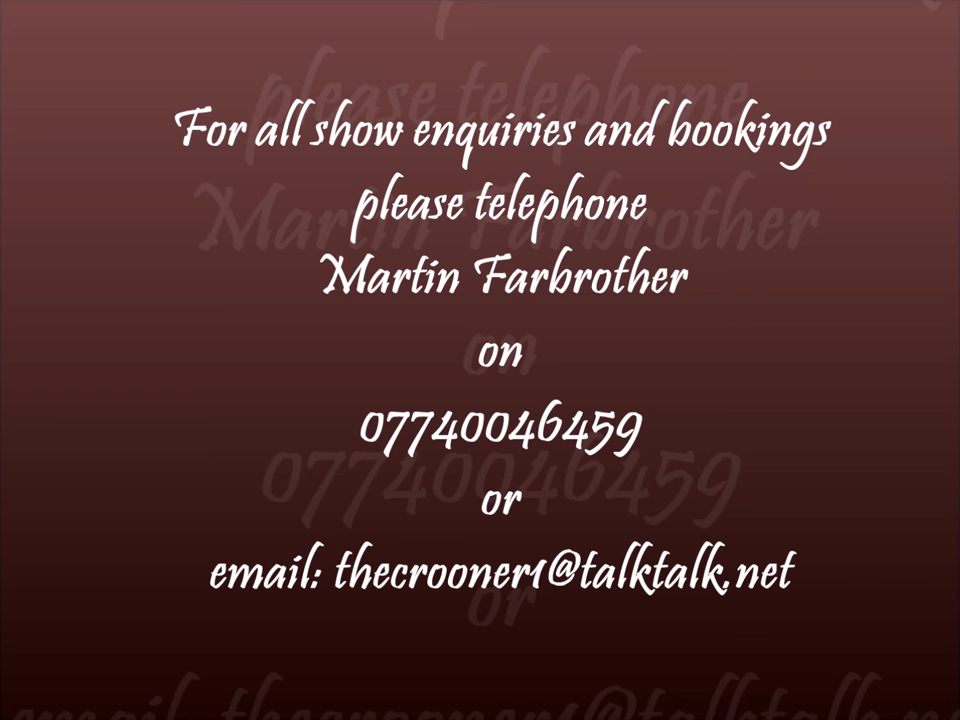 For all show enquiries and bookings
please telephone
Martin Farbrother
on
07740046459
or
email: thecrooner1@talktalk.net